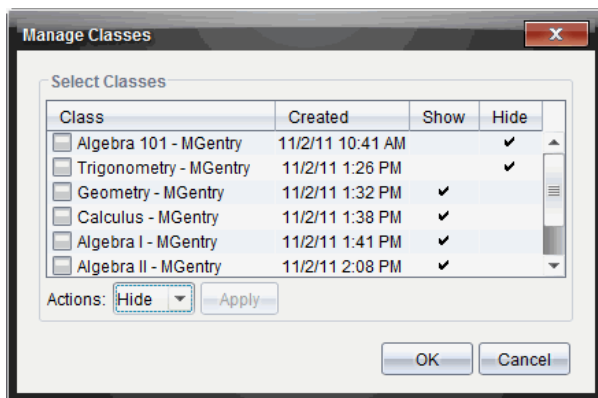 Manage Classes
Select Classes
Class Created Show Hide
Algebra 101 - MGentry 11/2/11 10:41 AM ✔
Trigonometry - MGentry 11/2/11 1:26 PM ✔
Geometry - MGentry 11/2/11 1:32 PM ✔
Calculus - MGentry 11/2/11 1:38 PM ✔
Algebra I - MGentry 11/2/11 1:41 PM ✔
Algebra II - MGentry 11/2/11 2:08 PM ✔
Actions: Hide Apply
OK Cancel